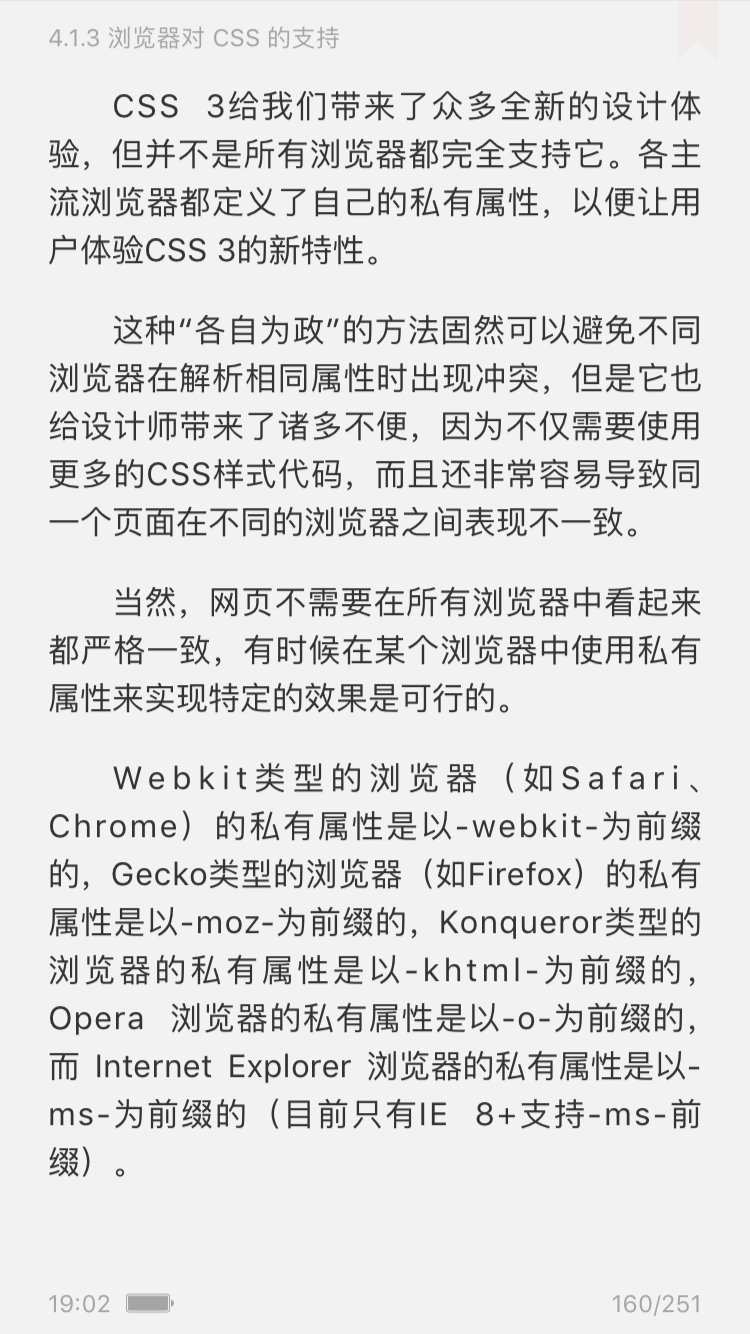 4.1.3 浏览器对 CSS 的支持
CSS 3给我们带来了众多全新的设计体
验，但并不是所有浏览器都完全支持它。各主
流浏览器都定义了自己的私有属性，以便让用
户体验CSS 3的新特性。
这种“各自为政”的方法固然可以避免不同
浏览器在解析相同属性时出现冲突，但是它也
给设计师带来了诸多不便，因为不仅需要使用
更多的CSS样式代码，而且还非常容易导致同
一个页面在不同的浏览器之间表现不一致。
当然，网页不需要在所有浏览器中看起来
都严格一致，有时候在某个浏览器中使用私有
属性来实现特定的效果是可行的。
Webkit类型的浏览器（如Safari、
Chrome）的私有属性是以-webkit-为前缀
的，Gecko类型的浏览器（如Firefox）的私有
属性是以-moz-为前缀的，Konqueror类型的
浏览器的私有属性是以-khtml-为前缀的，
Opera 浏览器的私有属性是以-o-为前缀的，
而 Internet Explorer 浏览器的私有属性是以-
ms-为前缀的（目前只有IE 8+支持-ms-前
缀）。
19:02
160/251